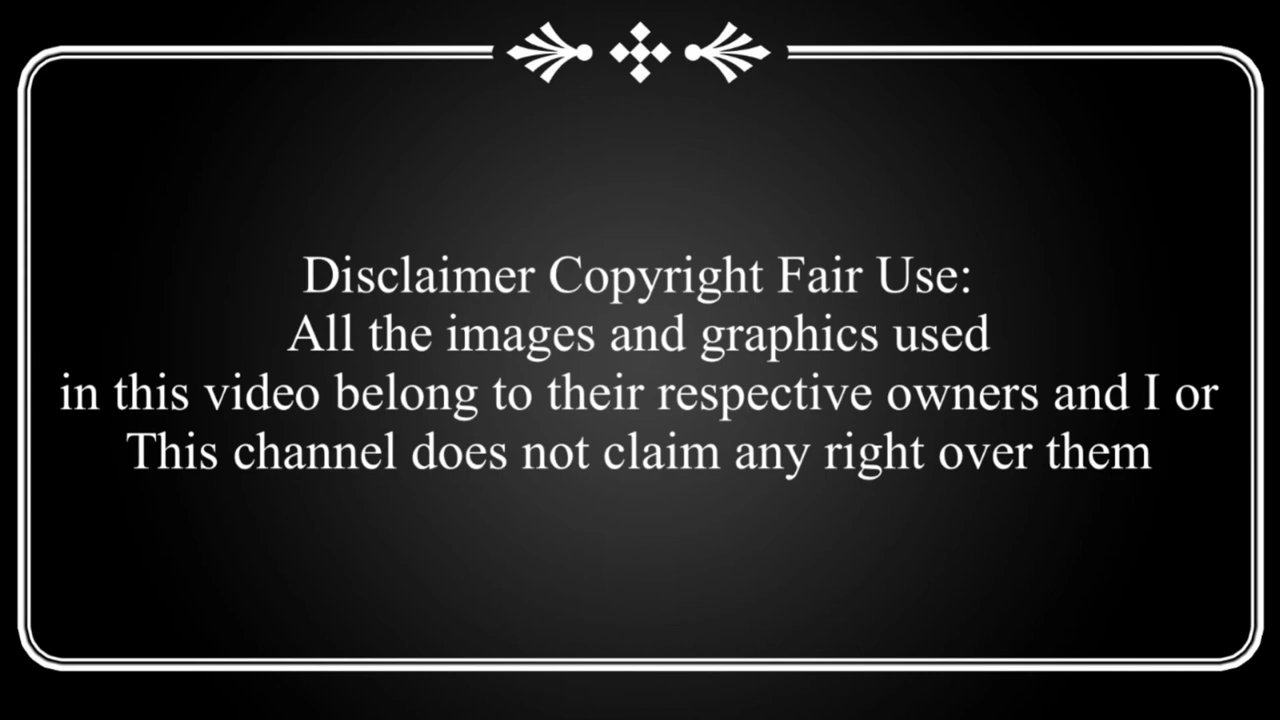 Disclaimer Copyright Fair Use:
All the images and graphics used
in this video belong to their respective owners and I or
This channel does not claim any right over them